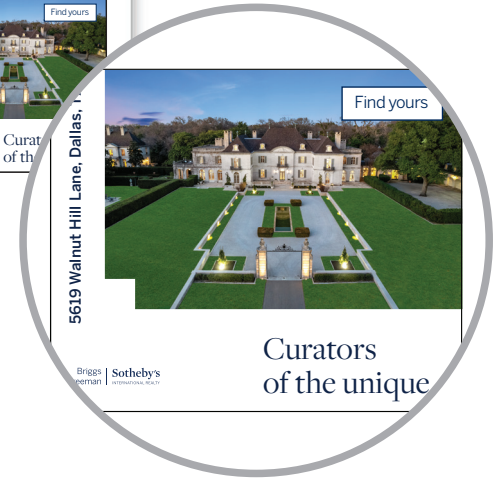 Find yours
Curat
of th
Find yours
5619 Walnut Hill Lane, Dallas, T
Briggs
eeman
Sotheby's
INTERNATIONAL REALTY
Curators
of the unique